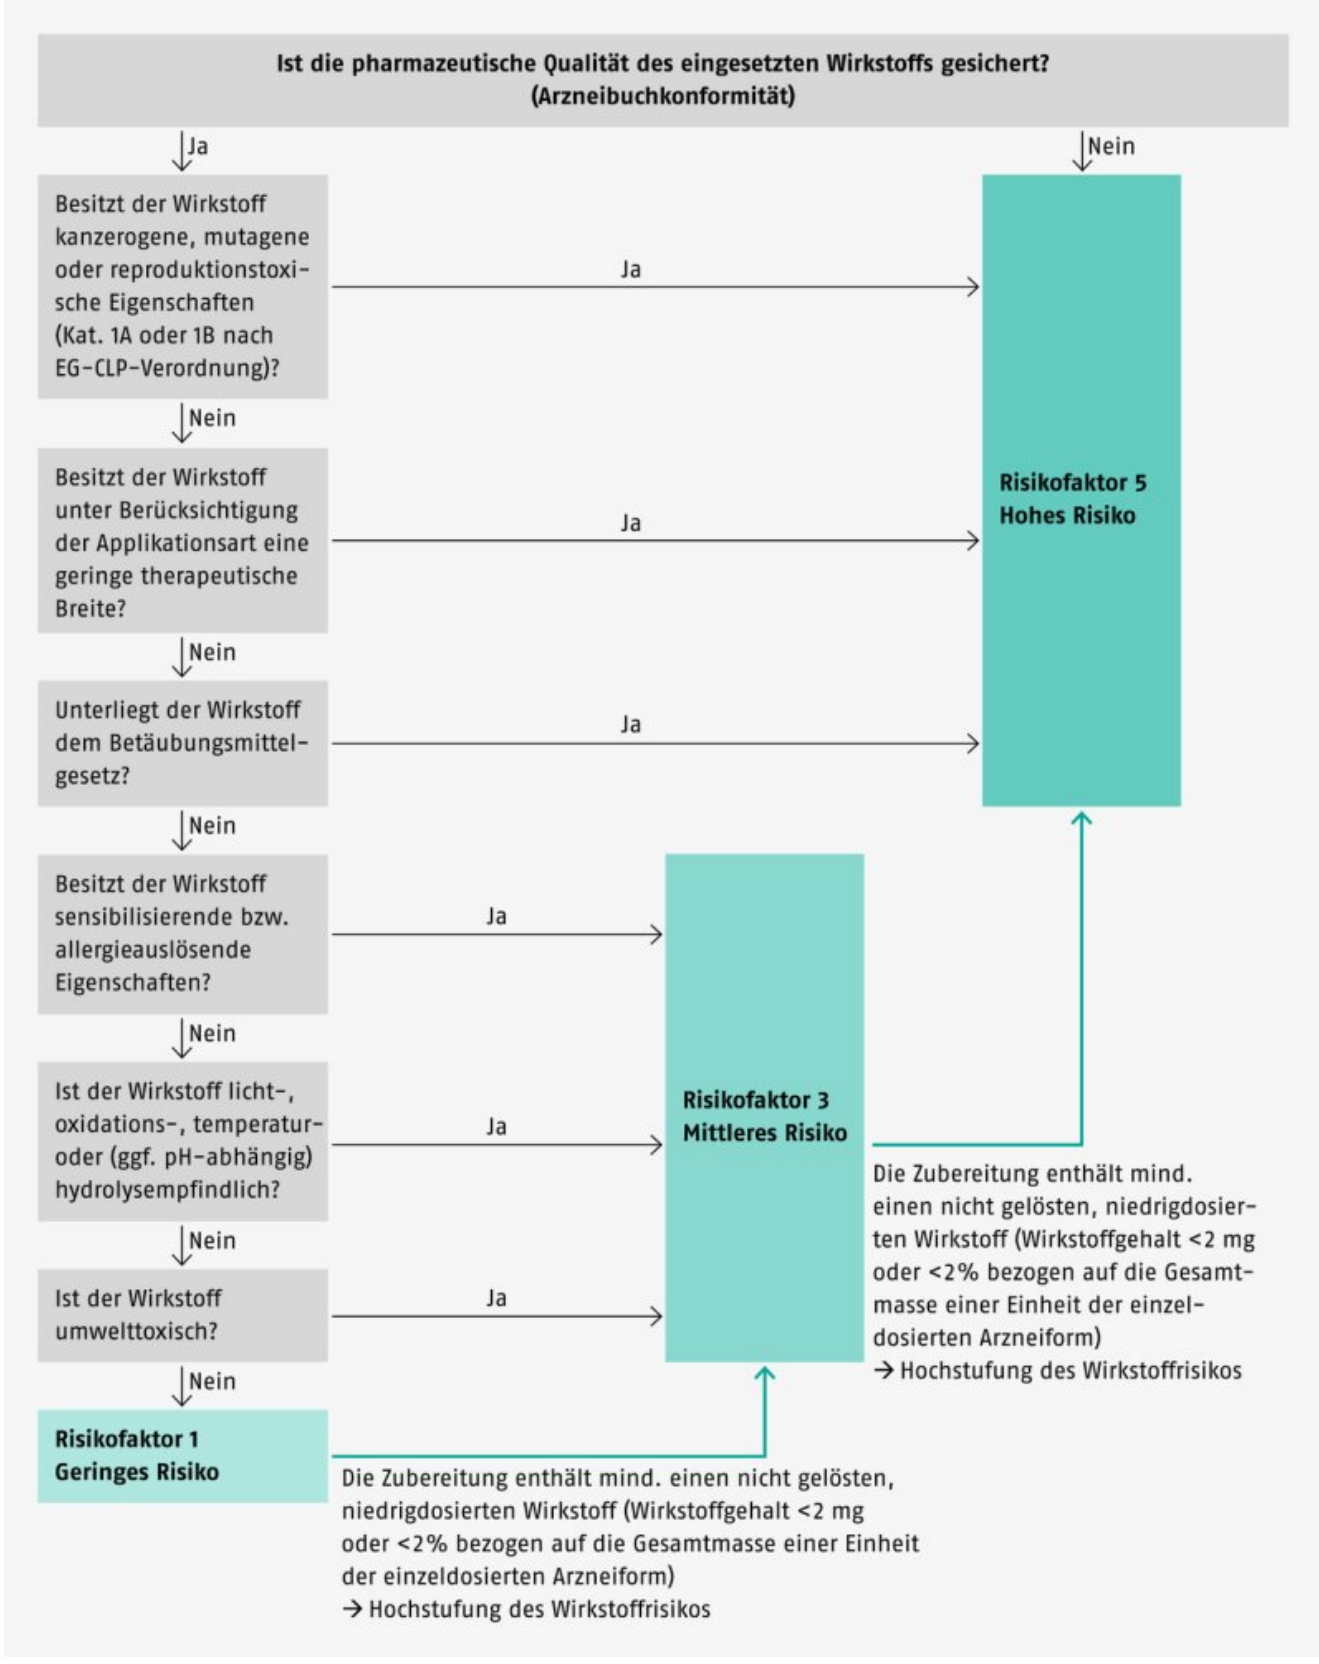 Ist die pharmazeutische Qualität des eingesetzten Wirkstoffs gesichert?
(Arzneibuchkonformität)
Ja
Nein
Besitzt der Wirkstoff
kanzerogene, mutagene
oder reproduktionstoxi-
sche Eigenschaften
(Kat. 1A oder 1B nach
EG-CLP-Verordnung)?
Ja
Nein
Besitzt der Wirkstoff
unter Berücksichtigung
der Applikationsart eine
geringe therapeutische
Breite?
Ja
Risikofaktor 5
Hohes Risiko
Nein
Unterliegt der Wirkstoff
dem Betäubungsmittel-
gesetz?
Ja
Nein
Besitzt der Wirkstoff
sensibilisierende bzw.
allergieauslösende
Eigenschaften?
Ja
Nein
Ist der Wirkstoff licht-,
oxidations-, temperatur-
oder (ggf. pH-abhängig)
hydrolysempfindlich?
Ja
Risikofaktor 3
Mittleres Risiko
Die Zubereitung enthält mind.
einen nicht gelösten, niedrigdosier-
ten Wirkstoff (Wirkstoffgehalt <2 mg
oder <2% bezogen auf die Gesamt-
masse einer Einheit der einzel-
dosierten Arzneiform)
→ Hochstufung des Wirkstoffrisikos
Nein
Ist der Wirkstoff
umwelttoxisch?
Ja
Nein
Risikofaktor 1
Geringes Risiko
Die Zubereitung enthält mind. einen nicht gelösten,
niedrigdosierten Wirkstoff (Wirkstoffgehalt <2 mg
oder <2% bezogen auf die Gesamtmasse einer Einheit
der einzeldosierten Arzneiform)
→ Hochstufung des Wirkstoffrisikos